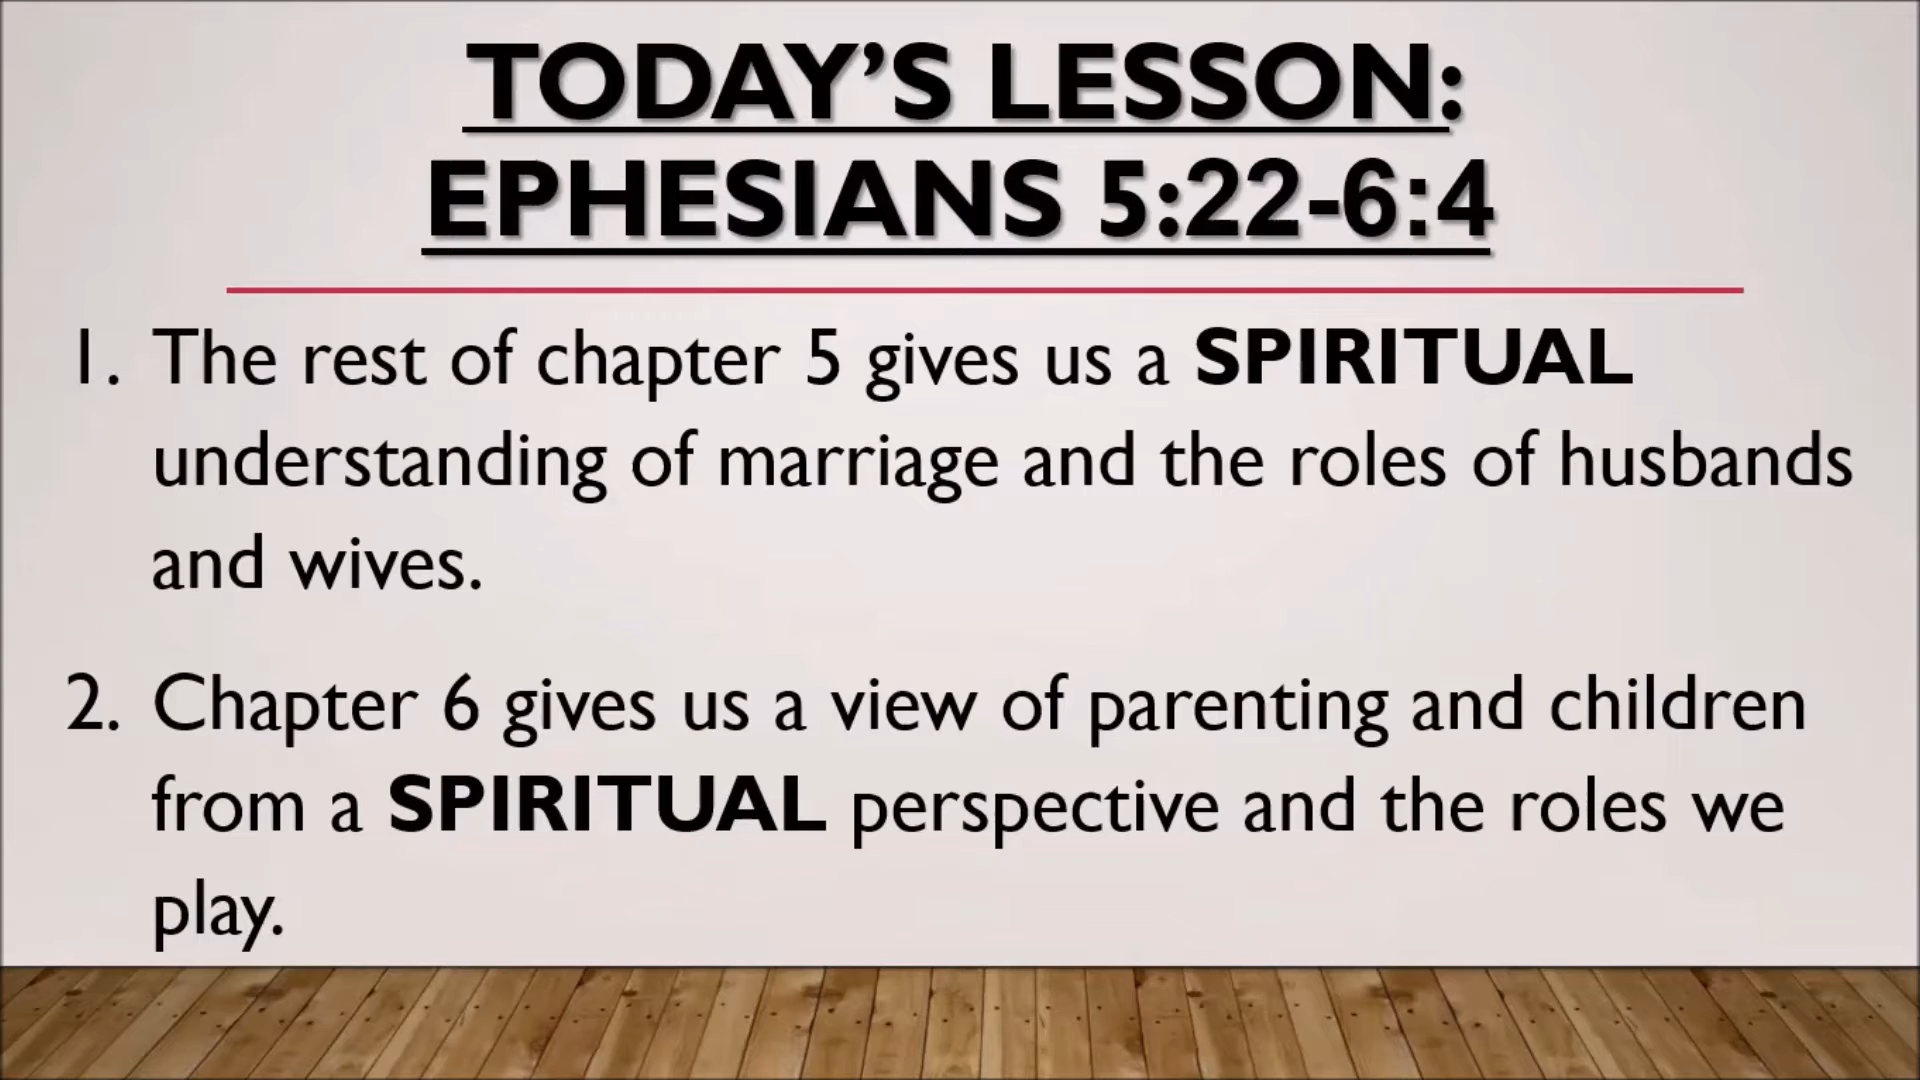 TODAY’S LESSON:
EPHESIANS 5:22-6:4
1. The rest of chapter 5 gives us a SPIRITUAL
understanding of marriage and the roles of husbands
and wives.
2. Chapter 6 gives us a view of parenting and children
from a SPIRITUAL perspective and the roles we
play.